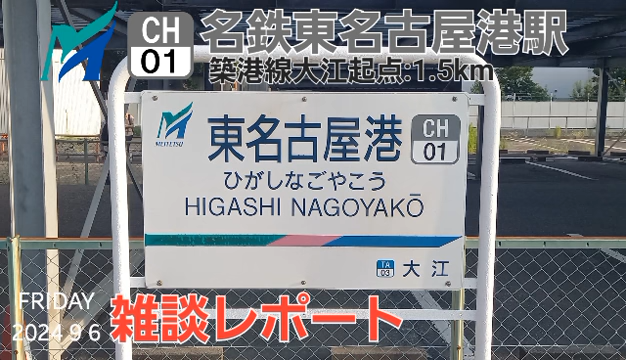 CH
01
名鉄東名古屋港駅
築港線大江起点:1.5km
MEITETSU
東名古屋港
CH
01
ひがしなごやこう
HIGASHI NAGOYAKŌ
TA
03
大江
FRIDAY
2024 9 6
雑談レポート